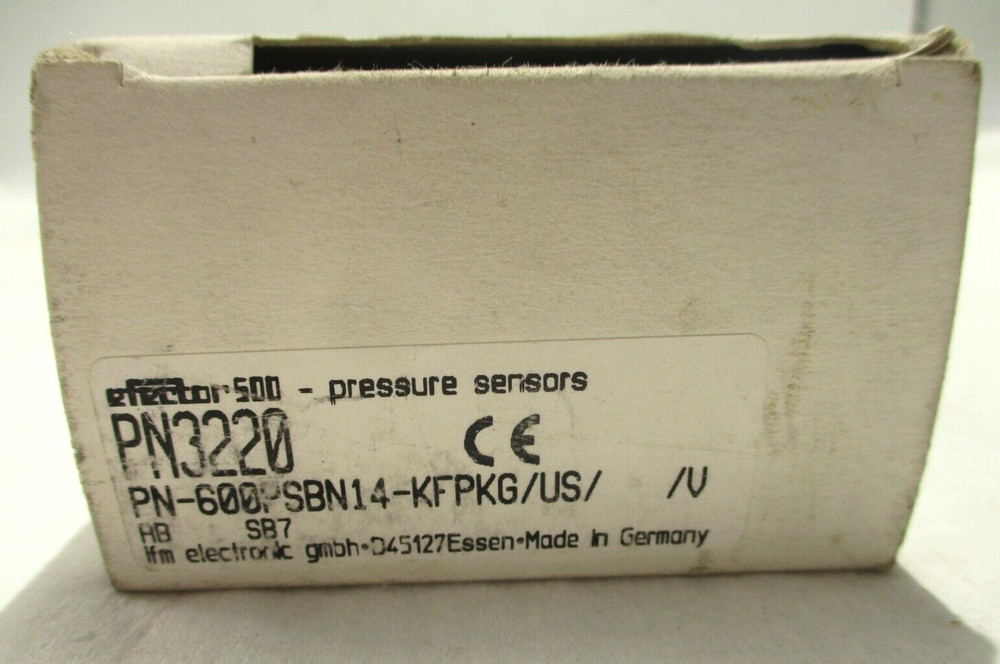 efector500 - pressure sensors
PN3220
CE
PN-600PSBN14-KFPKG/US/ /V
HB SB7
ifm electronic gmbh•D45127Essen•Made in Germany